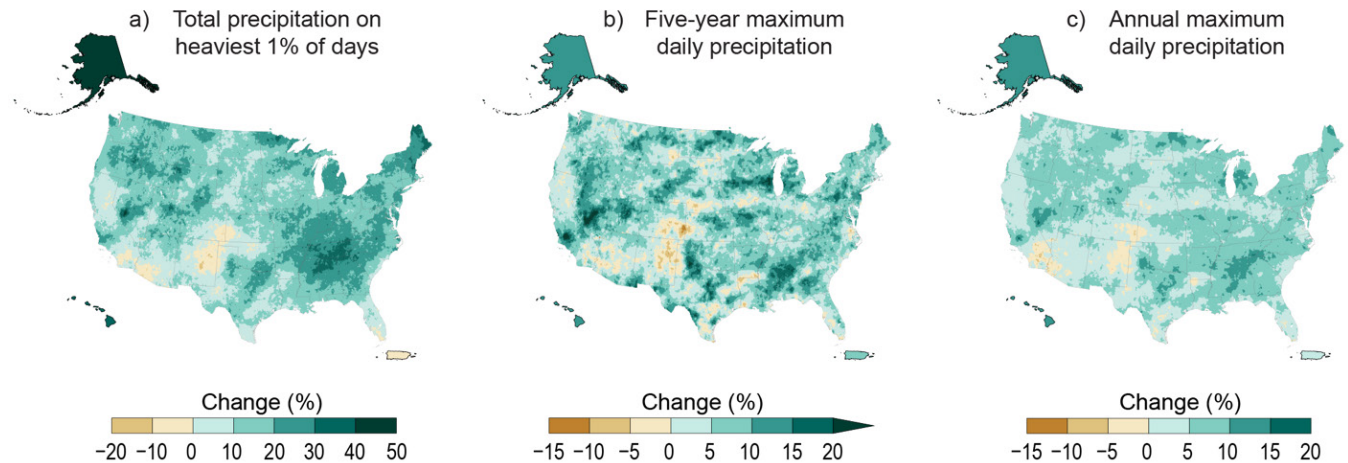 a) Total precipitation on
heaviest 1% of days
b) Five-year maximum
daily precipitation
c) Annual maximum
daily precipitation
Change (%)
−20 −10 0 10 20 30 40 50
Change (%)
−15 −10 −5 0 5 10 15 20
Change (%)
−15 −10 −5 0 5 10 15 20